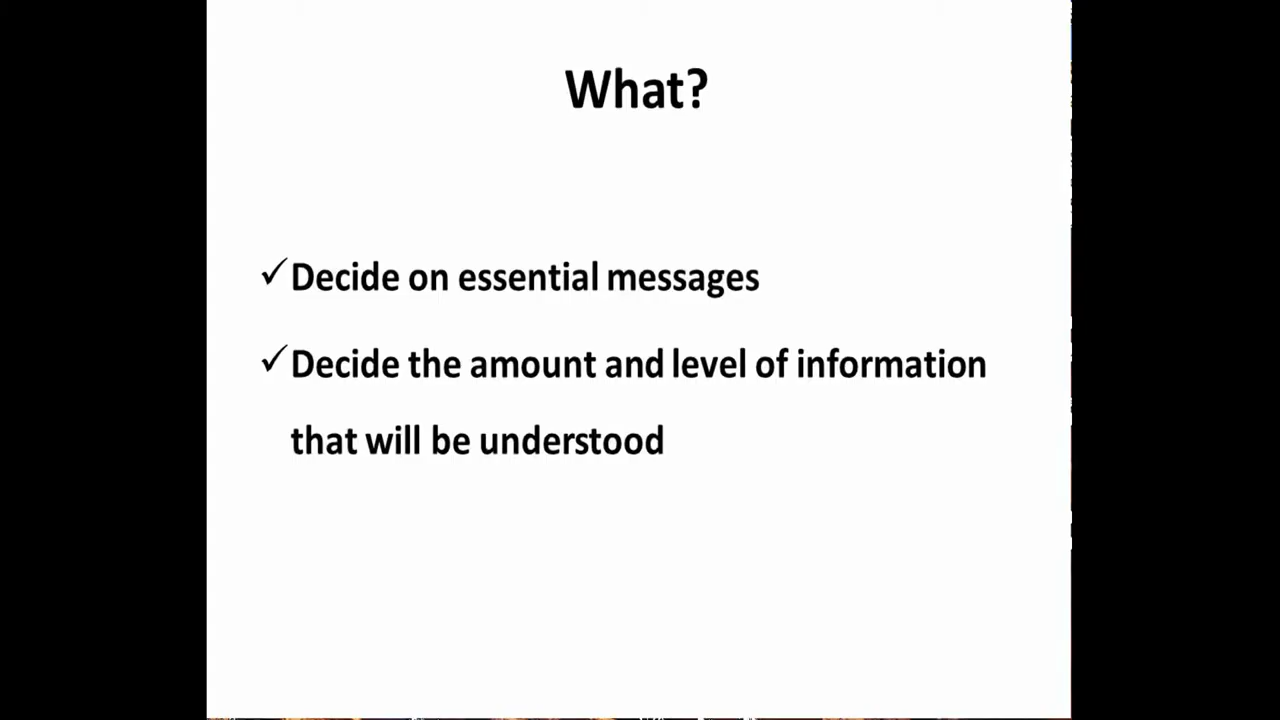 What?
✓Decide on essential messages
✓Decide the amount and level of information
that will be understood